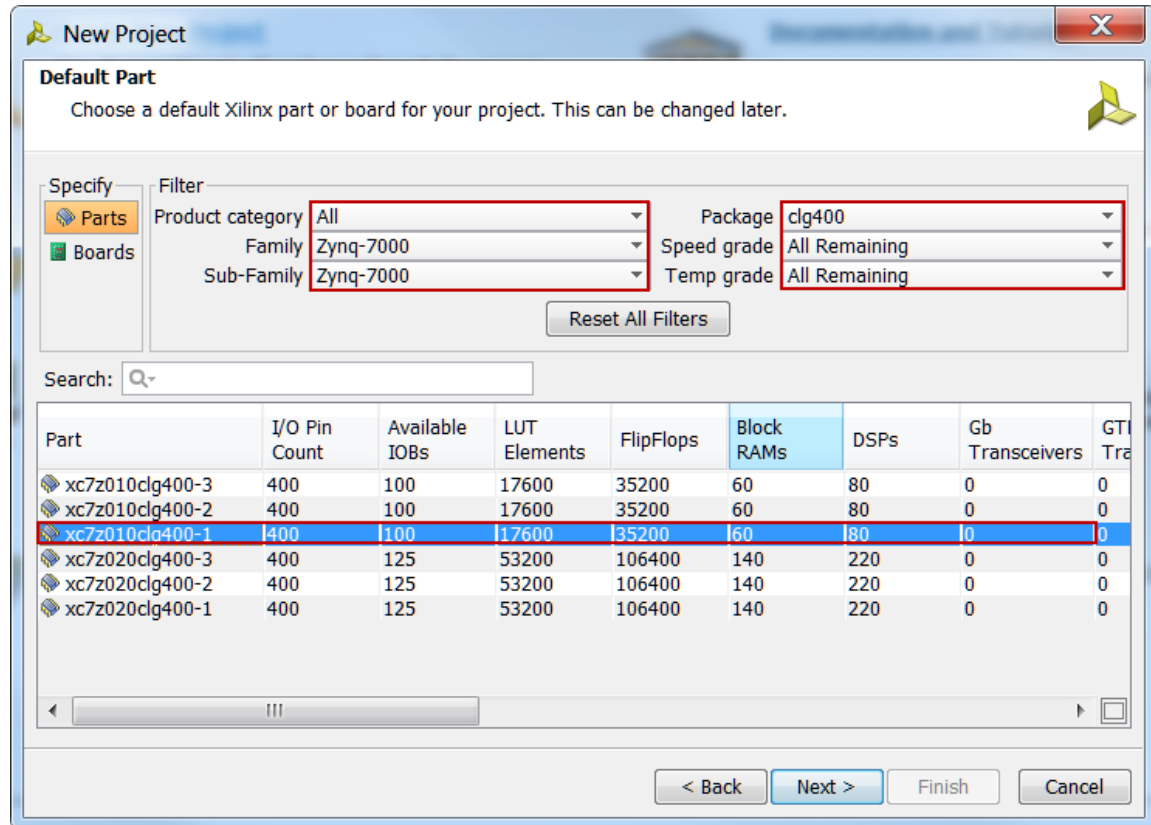 New Project
Default Part
Choose a default Xilinx part or board for your project. This can be changed later.
Specify
Filter
Parts
Boards
Product category All
Package clg400
Family Zynq-7000
Speed grade All Remaining
Sub-Family Zynq-7000
Temp grade All Remaining
Reset All Filters
Search:
Part I/O Pin Count Available IOBs LUT Elements FlipFlops Block RAMs DSPs Gb Transceivers
xc7z010clg400-3 400 100 17600 35200 60 80 0 0
xc7z010clg400-2 400 100 17600 35200 60 80 0 0
xc7z010clg400-1 400 100 17600 35200 60 80 0 0
xc7z020clg400-3 400 125 53200 106400 140 220 0 0
xc7z020clg400-2 400 125 53200 106400 140 220 0 0
xc7z020clg400-1 400 125 53200 106400 140 220 0 0
< Back
Next >
Finish
Cancel